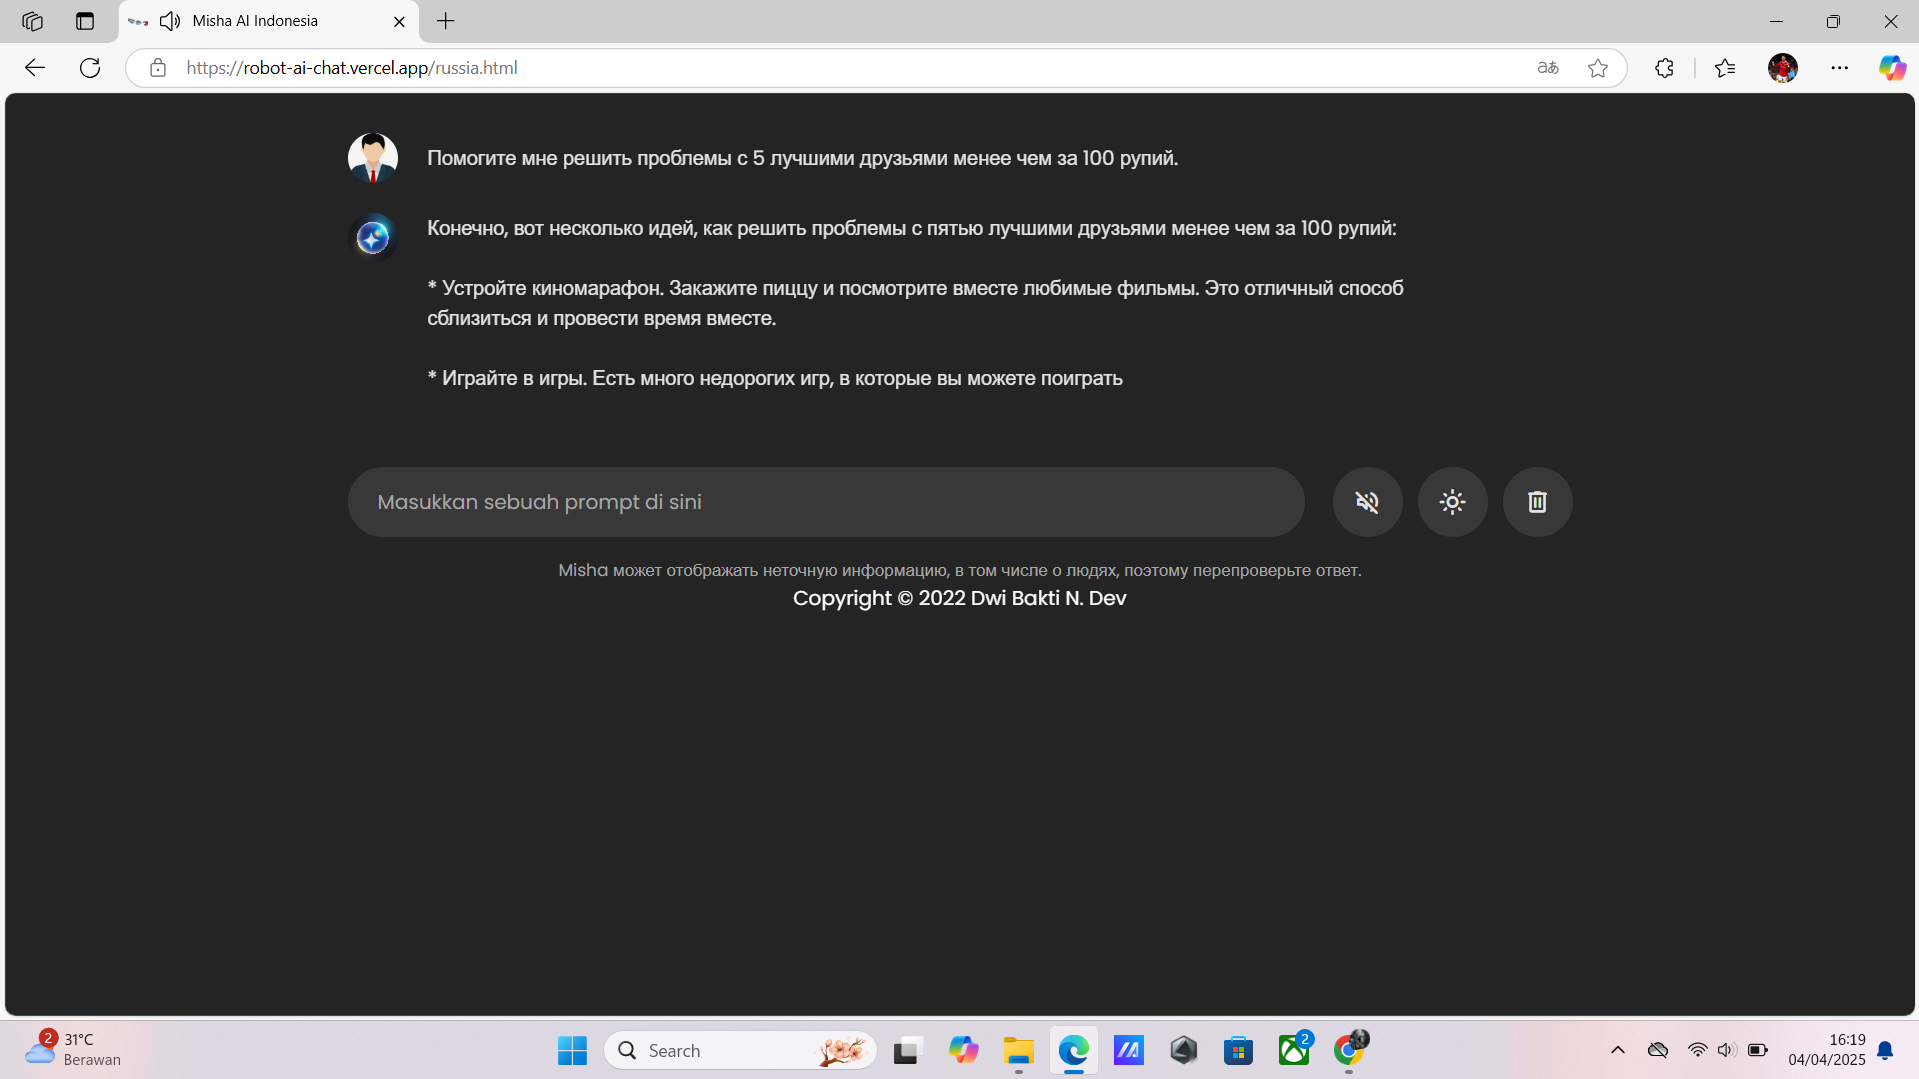 Misha AI Indonesia
https://robot-ai-chat.vercel.app/russia.html
aあ
Помогите мне решить проблемы с 5 лучшими друзьями менее чем за 100 рупий.
Конечно, вот несколько идей, как решить проблемы с пятью лучшими друзьями менее чем за 100 рупий:
* Устройте киномарафон. Закажите пиццу и посмотрите вместе любимые фильмы. Это отличный способ
сблизиться и провести время вместе.
* Играйте в игры. Есть много недорогих игр, в которые вы можете поиграть
Masukkan sebuah prompt di sini
Misha может отображать неточную информацию, в том числе о людях, поэтому перепроверьте ответ.
Copyright © 2022 Dwi Bakti N. Dev
2
31°C
Berawan
Search
2
16:19
04/04/2025